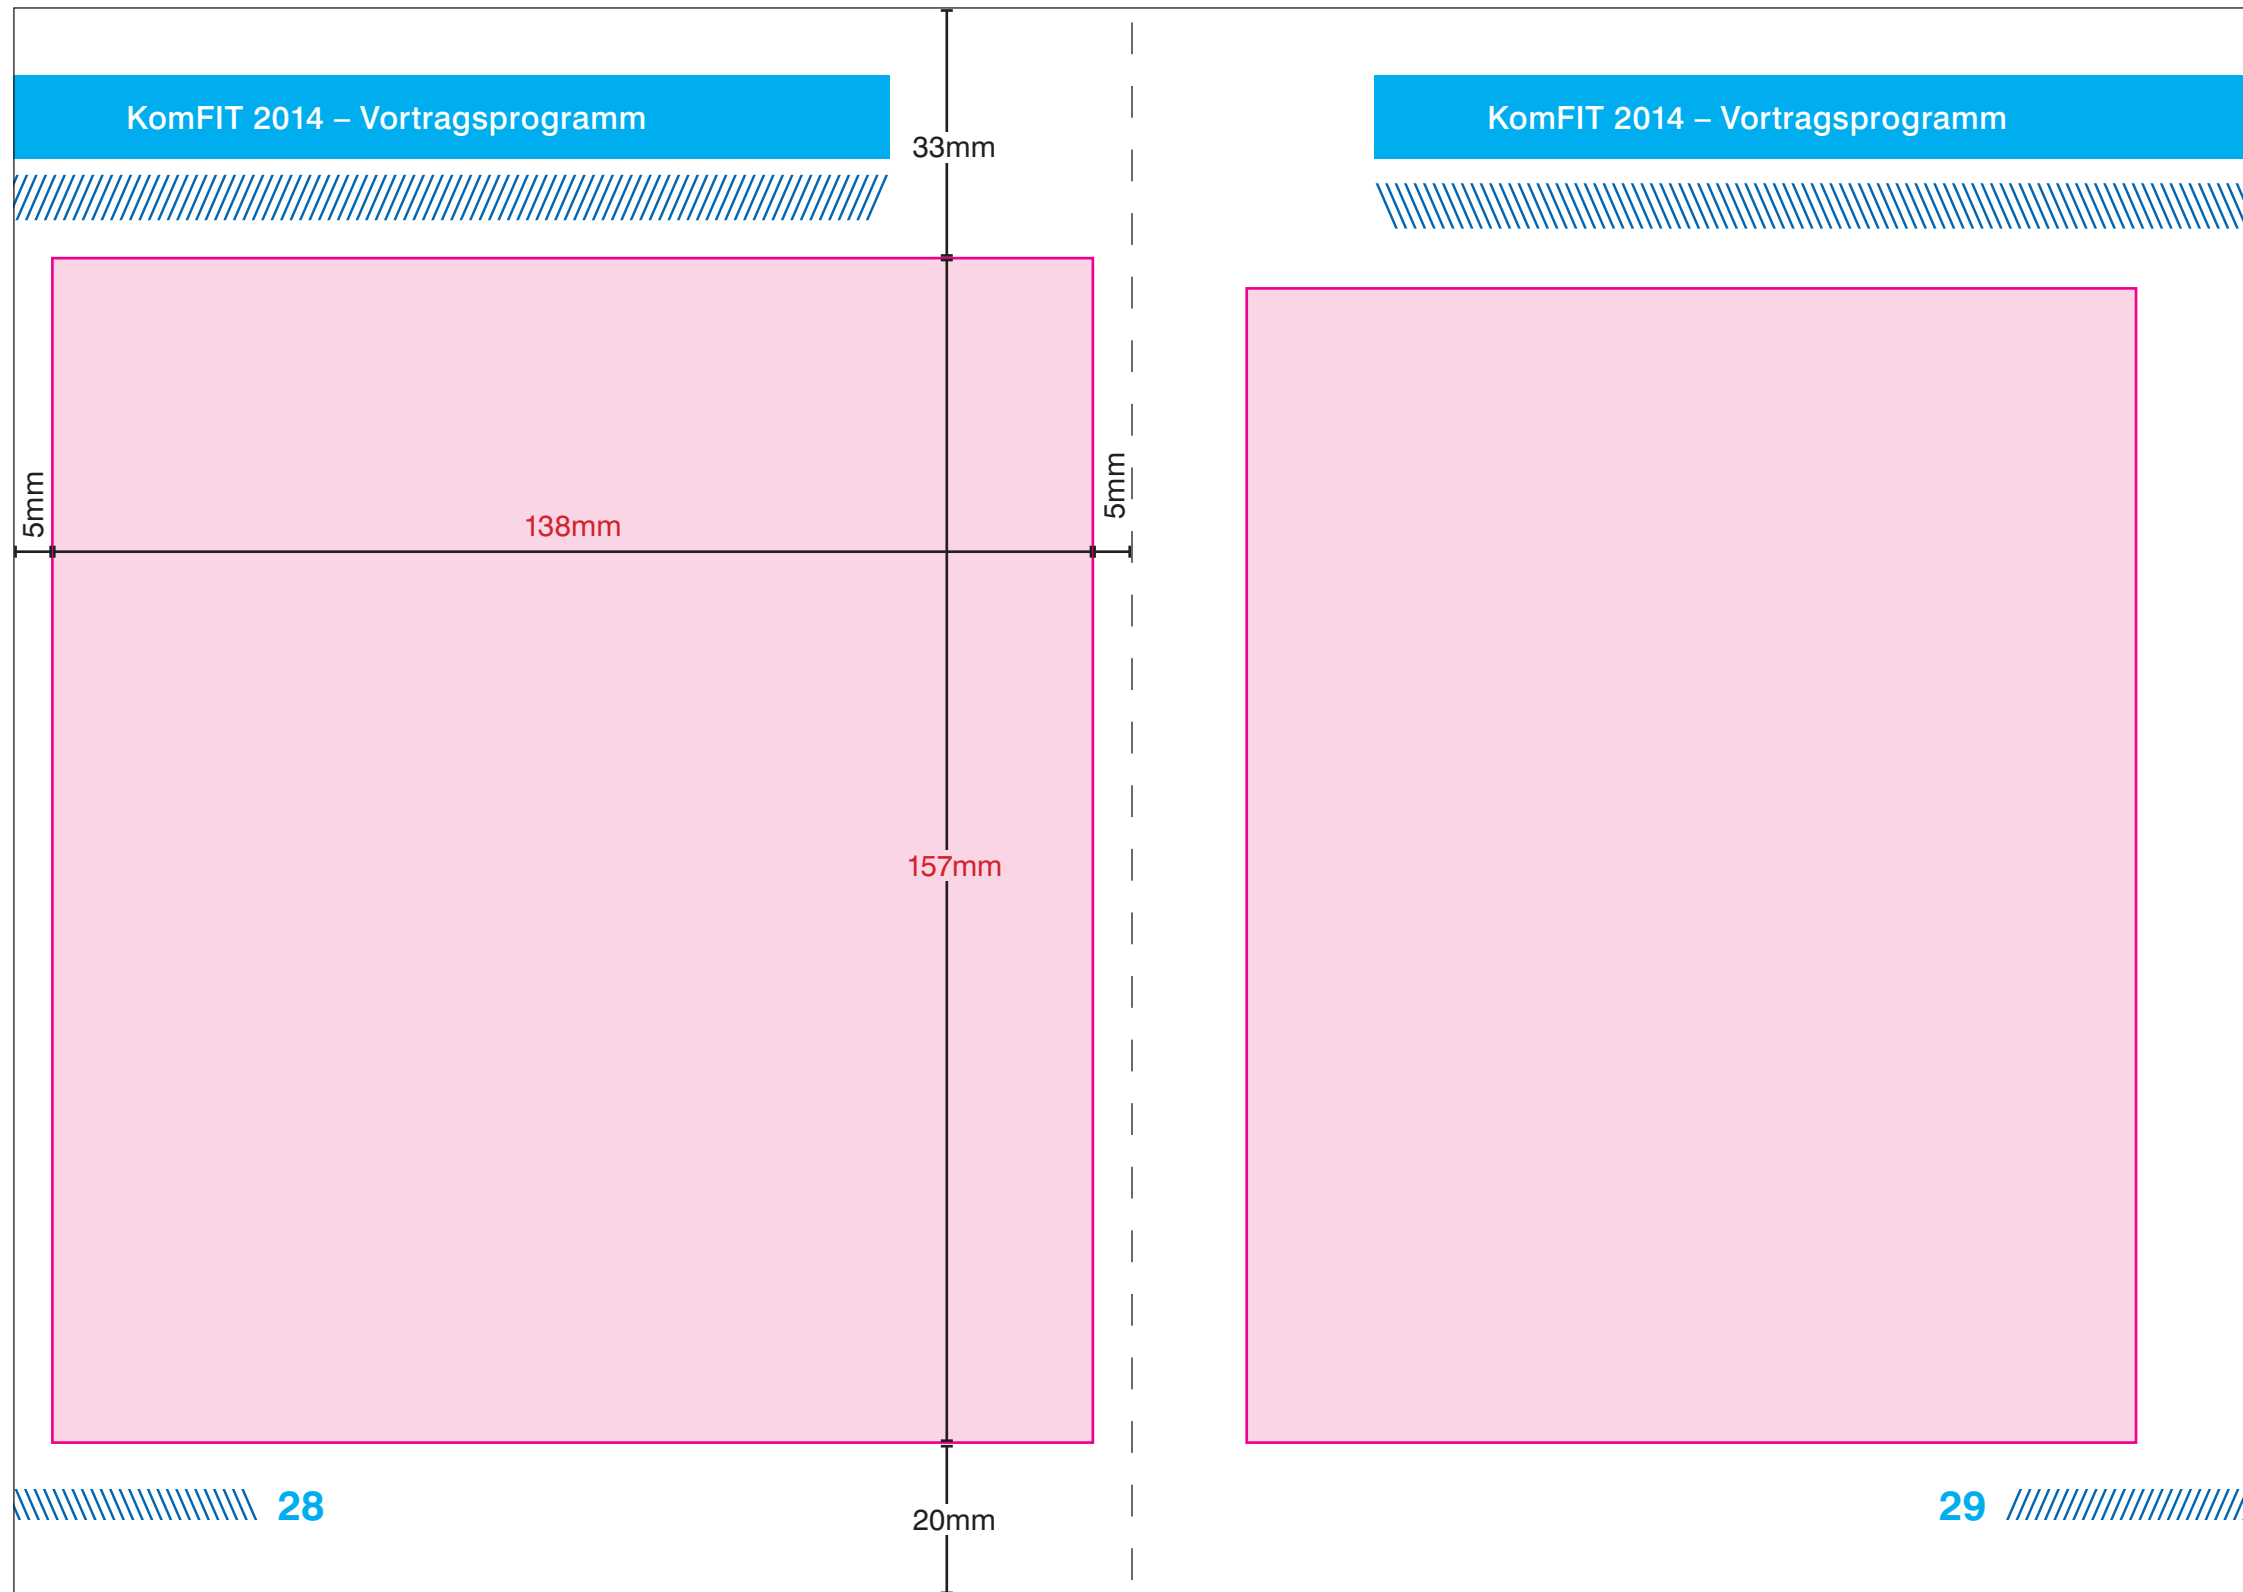 KomFIT 2014 – Vortragsprogramm
33mm
5mm
138mm
5mm
157mm
28
20mm
KomFIT 2014 – Vortragsprogramm
29